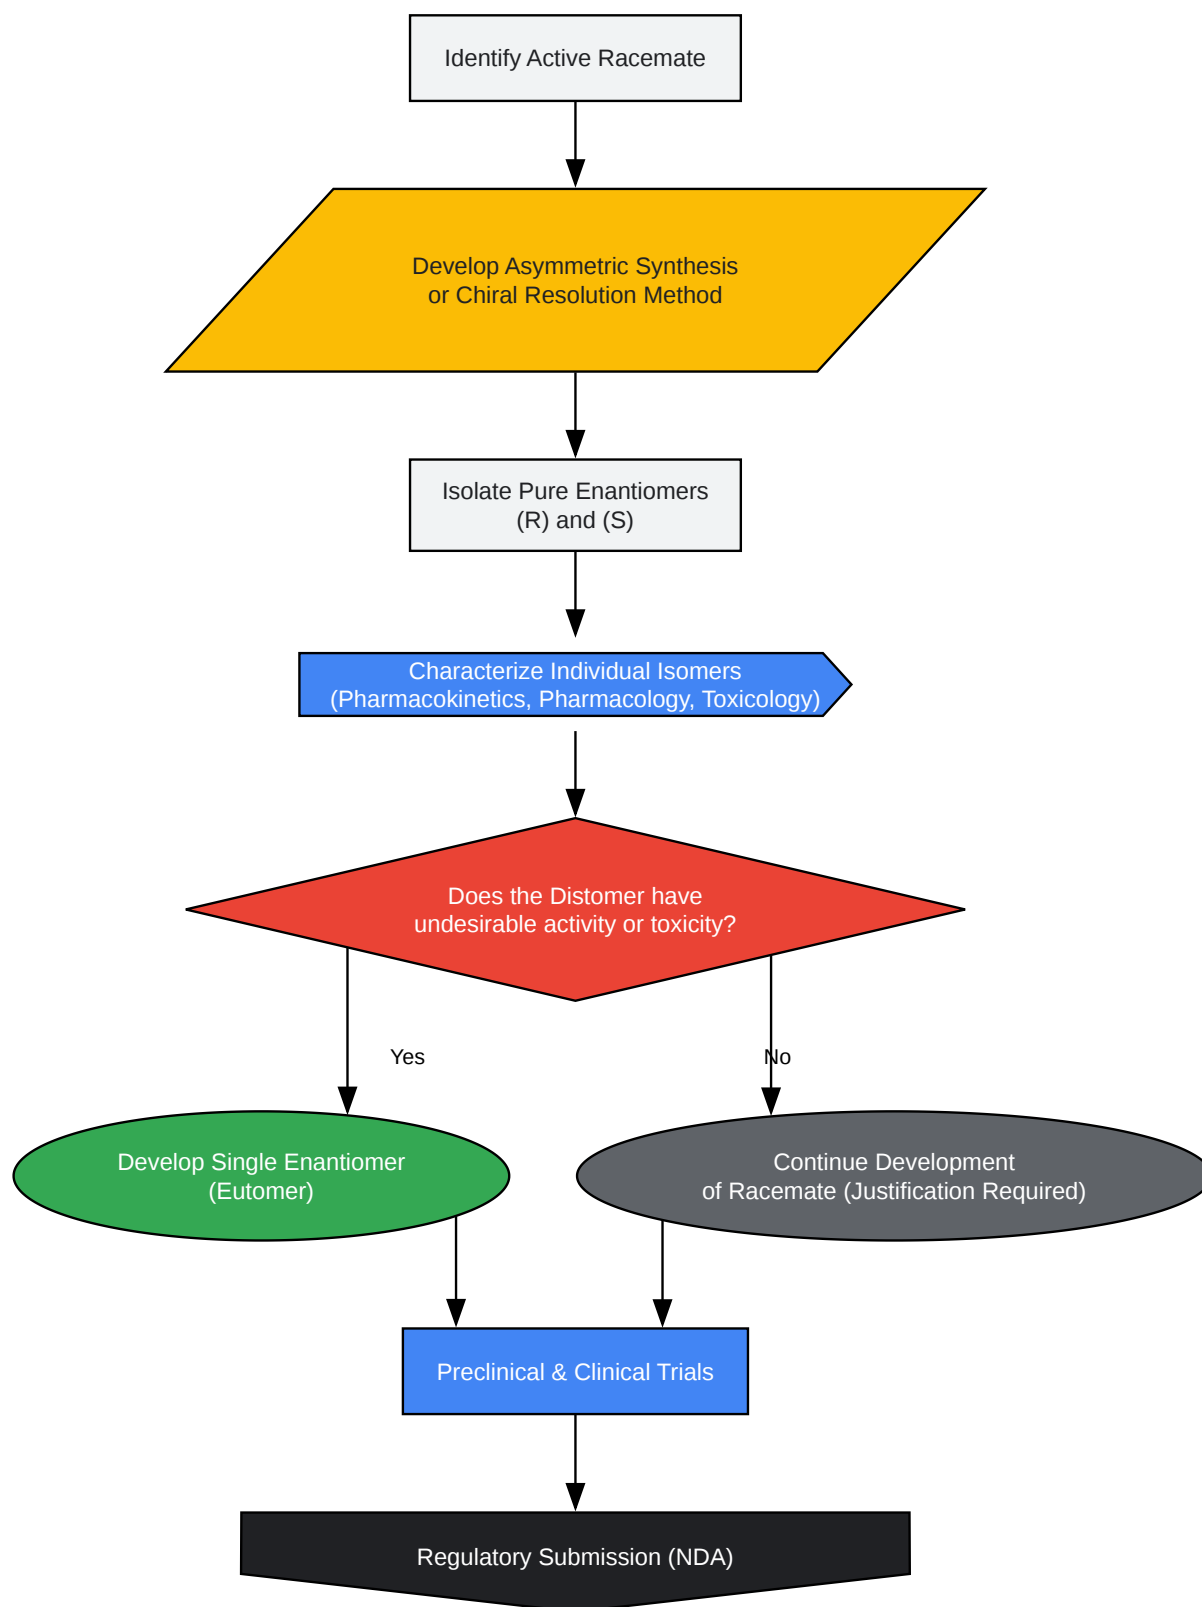 Identify Active Racemate
Develop Asymmetric Synthesis
or Chiral Resolution Method
Isolate Pure Enantiomers
(R) and (S)
Characterize Individual Isomers
(Pharmacokinetics, Pharmacology, Toxicology)
Does the Distomer have
undesirable activity or toxicity?
Yes
No
Develop Single Enantiomer
(Eutomer)
Continue Development
of Racemate (Justification Required)
Preclinical & Clinical Trials
Regulatory Submission (NDA)